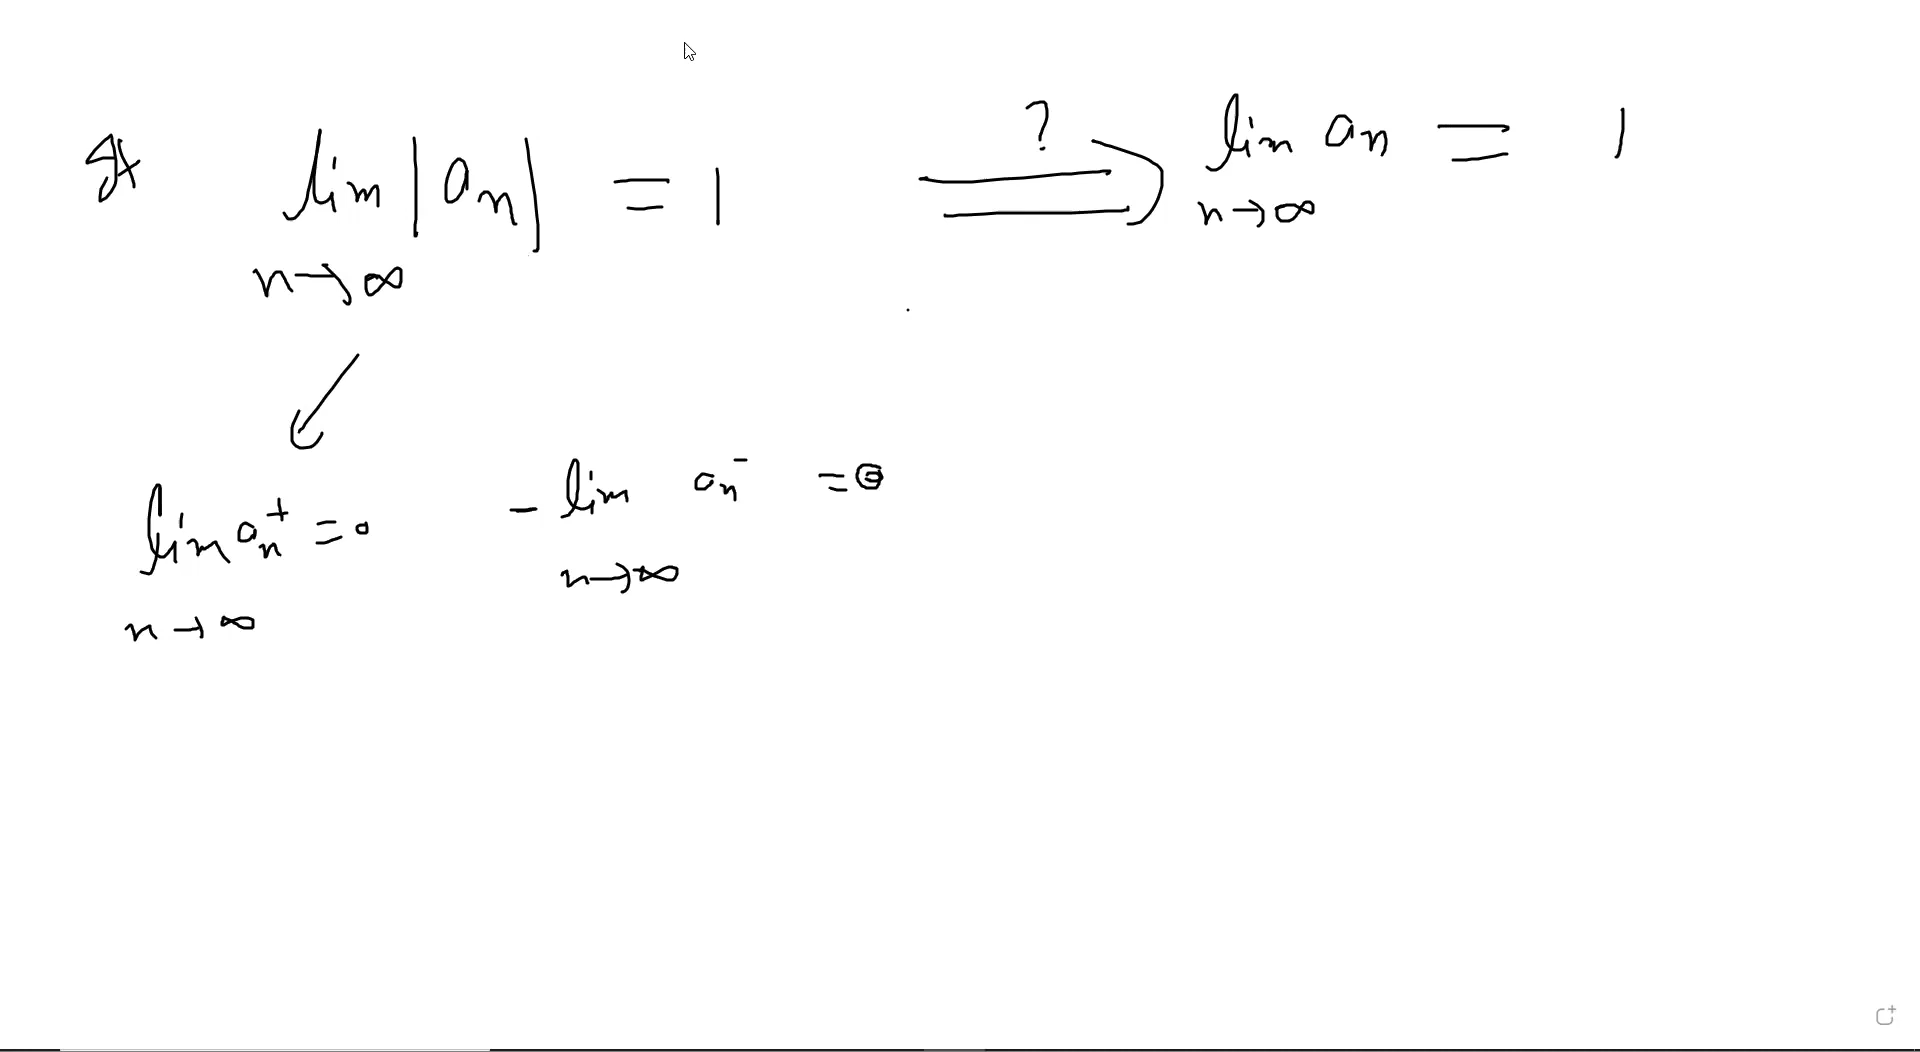 If lim |an| = 1 ? ⟹ lim an = 1
n→∞ n→∞
lim an⁺ = 0 - lim an⁻ =
n→∞ n→∞